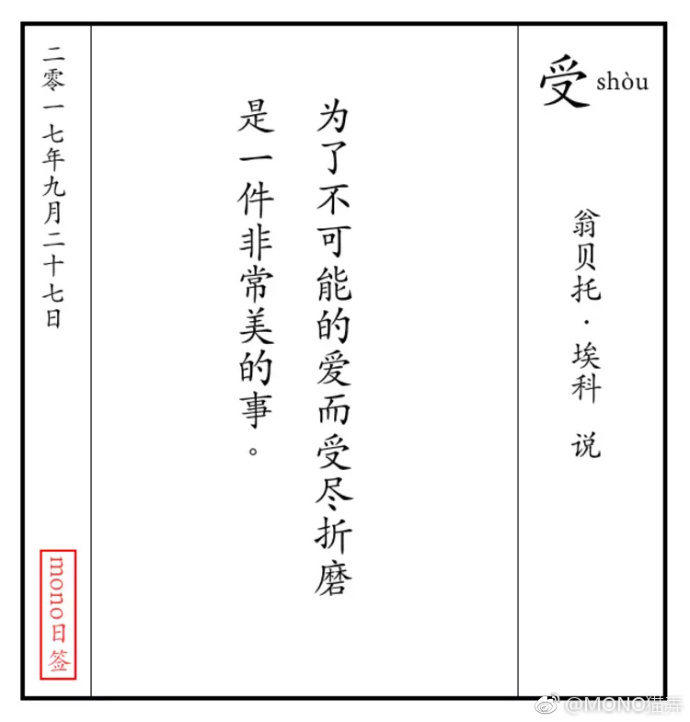 受 shòu
翁贝托·埃科 说
为了不可能的爱而受尽折磨
是一件非常美的事。
二零一七年九月二十七日
mono日签
@MONO猫弄